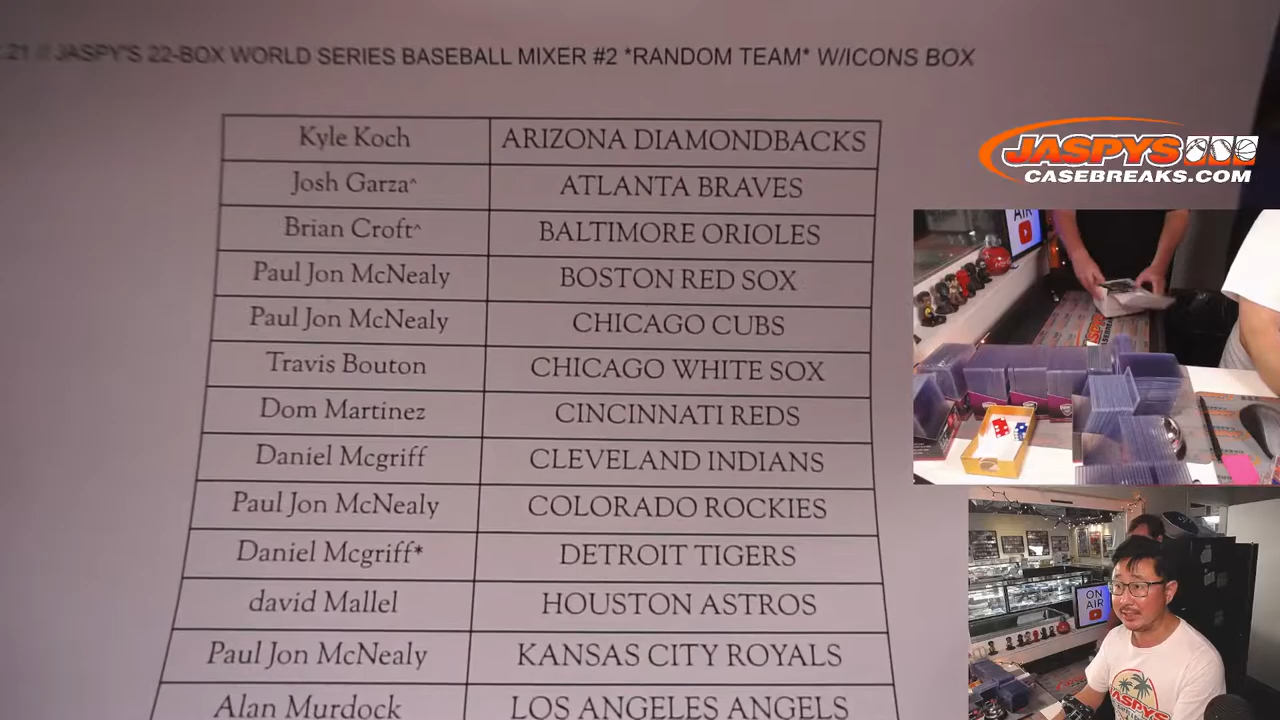 .21 // JASPY'S 22-BOX WORLD SERIES BASEBALL MIXER #2 *RANDOM TEAM* W/ICONS BOX
Kyle Koch ARIZONA DIAMONDBACKS
Josh Garza^ ATLANTA BRAVES
Brian Croft^ BALTIMORE ORIOLES
Paul Jon McNealy BOSTON RED SOX
Paul Jon McNealy CHICAGO CUBS
Travis Bouton CHICAGO WHITE SOX
Dom Martinez CINCINNATI REDS
Daniel Mcgriff CLEVELAND INDIANS
Paul Jon McNealy COLORADO ROCKIES
Daniel Mcgriff* DETROIT TIGERS
david Mallel HOUSTON ASTROS
Paul Jon McNealy KANSAS CITY ROYALS
Alan Murdock LOS ANGELES ANGELS
JASPYS
CASEBREAKS.COM
AIR
ON
AIR
JASPYS